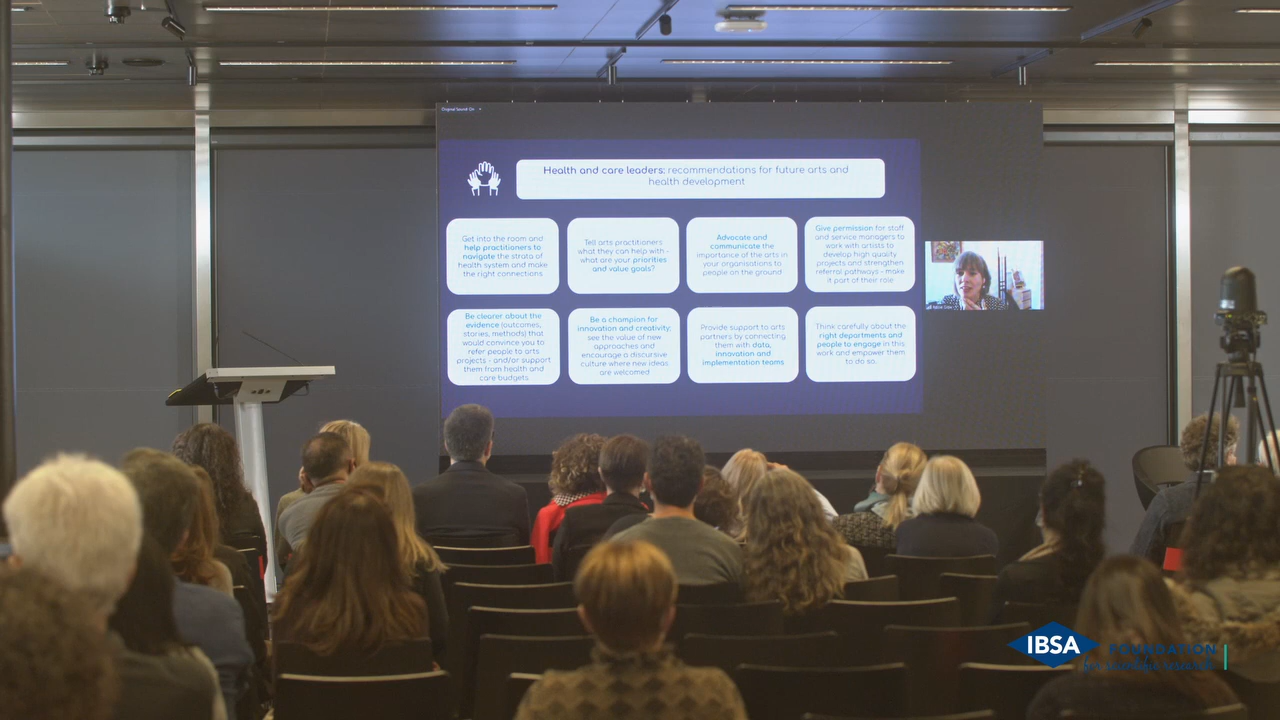 Original Sound: On
Health and care leaders: recommendations for future arts and
health development
Get into the room and
help practitioners to
navigate the strata of
health system and make
the right connections
Tell arts practitioners
what they can help with -
what are your priorities
and value goals?
Advocate and
communicate the
importance of the arts in
your organisations to
people on the ground
Give permission for staff
and service managers to
work with artists to
develop high quality
projects and strengthen
referral pathways - make
it part of their role
Be clearer about the
evidence (outcomes,
stories, methods) that
would convince you to
refer people to arts
projects - and/or support
them from health and
care budgets
Be a champion for
innovation and creativity;
see the value of new
approaches and
encourage a discursive
culture where new ideas
are welcomed
Provide support to arts
partners by connecting
them with data,
innovation and
implementation teams
Think carefully about the
right departments and
people to engage in this
work and empower them
to do so.
IBSA
FOUNDATION
for scientific research